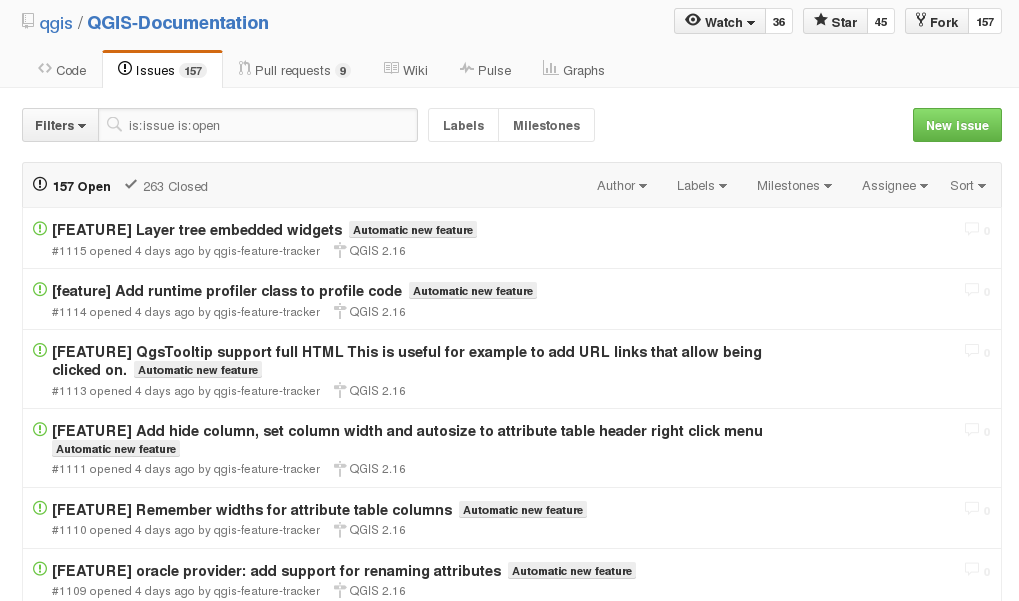 qgis / QGIS-Documentation
Watch 36 Star 45 Fork 157
Code Issues 157 Pull requests 9 Wiki Pulse Graphs
Filters is:issue is:open Labels Milestones New Issue
157 Open 263 Closed Author Labels Milestones Assignee Sort
[FEATURE] Layer tree embedded widgets Automatic new feature 0
#1115 opened 4 days ago by qgis-feature-tracker QGIS 2.16
[feature] Add runtime profiler class to profile code Automatic new feature 0
#1114 opened 4 days ago by qgis-feature-tracker QGIS 2.16
[FEATURE] QgsTooltip support full HTML This is useful for example to add URL links that allow being 0
clicked on. Automatic new feature
#1113 opened 4 days ago by qgis-feature-tracker QGIS 2.16
[FEATURE] Add hide column, set column width and autosize to attribute table header right click menu 0
Automatic new feature
#1111 opened 4 days ago by qgis-feature-tracker QGIS 2.16
[FEATURE] Remember widths for attribute table columns Automatic new feature 0
#1110 opened 4 days ago by qgis-feature-tracker QGIS 2.16
[FEATURE] oracle provider: add support for renaming attributes Automatic new feature 0
#1109 opened 4 days ago by qgis-feature-tracker QGIS 2.16